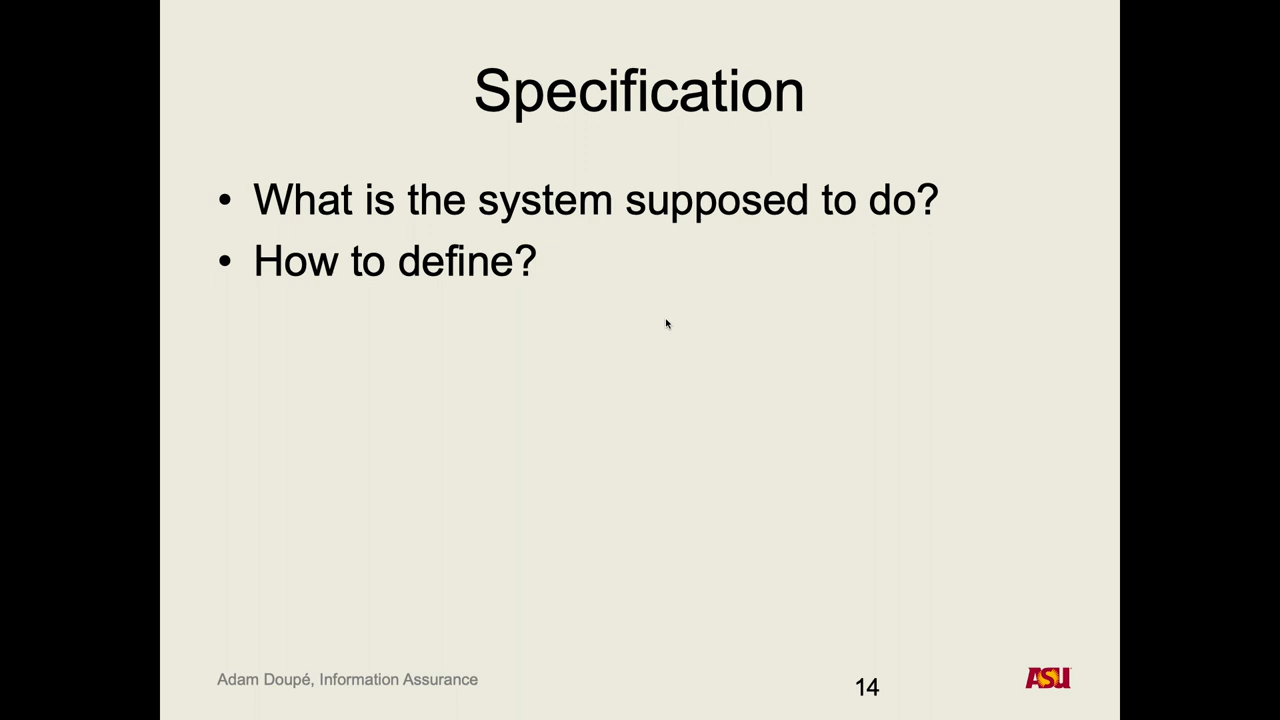 Specification
• What is the system supposed to do?
• How to define?
Adam Doupé, Information Assurance
14
ASU